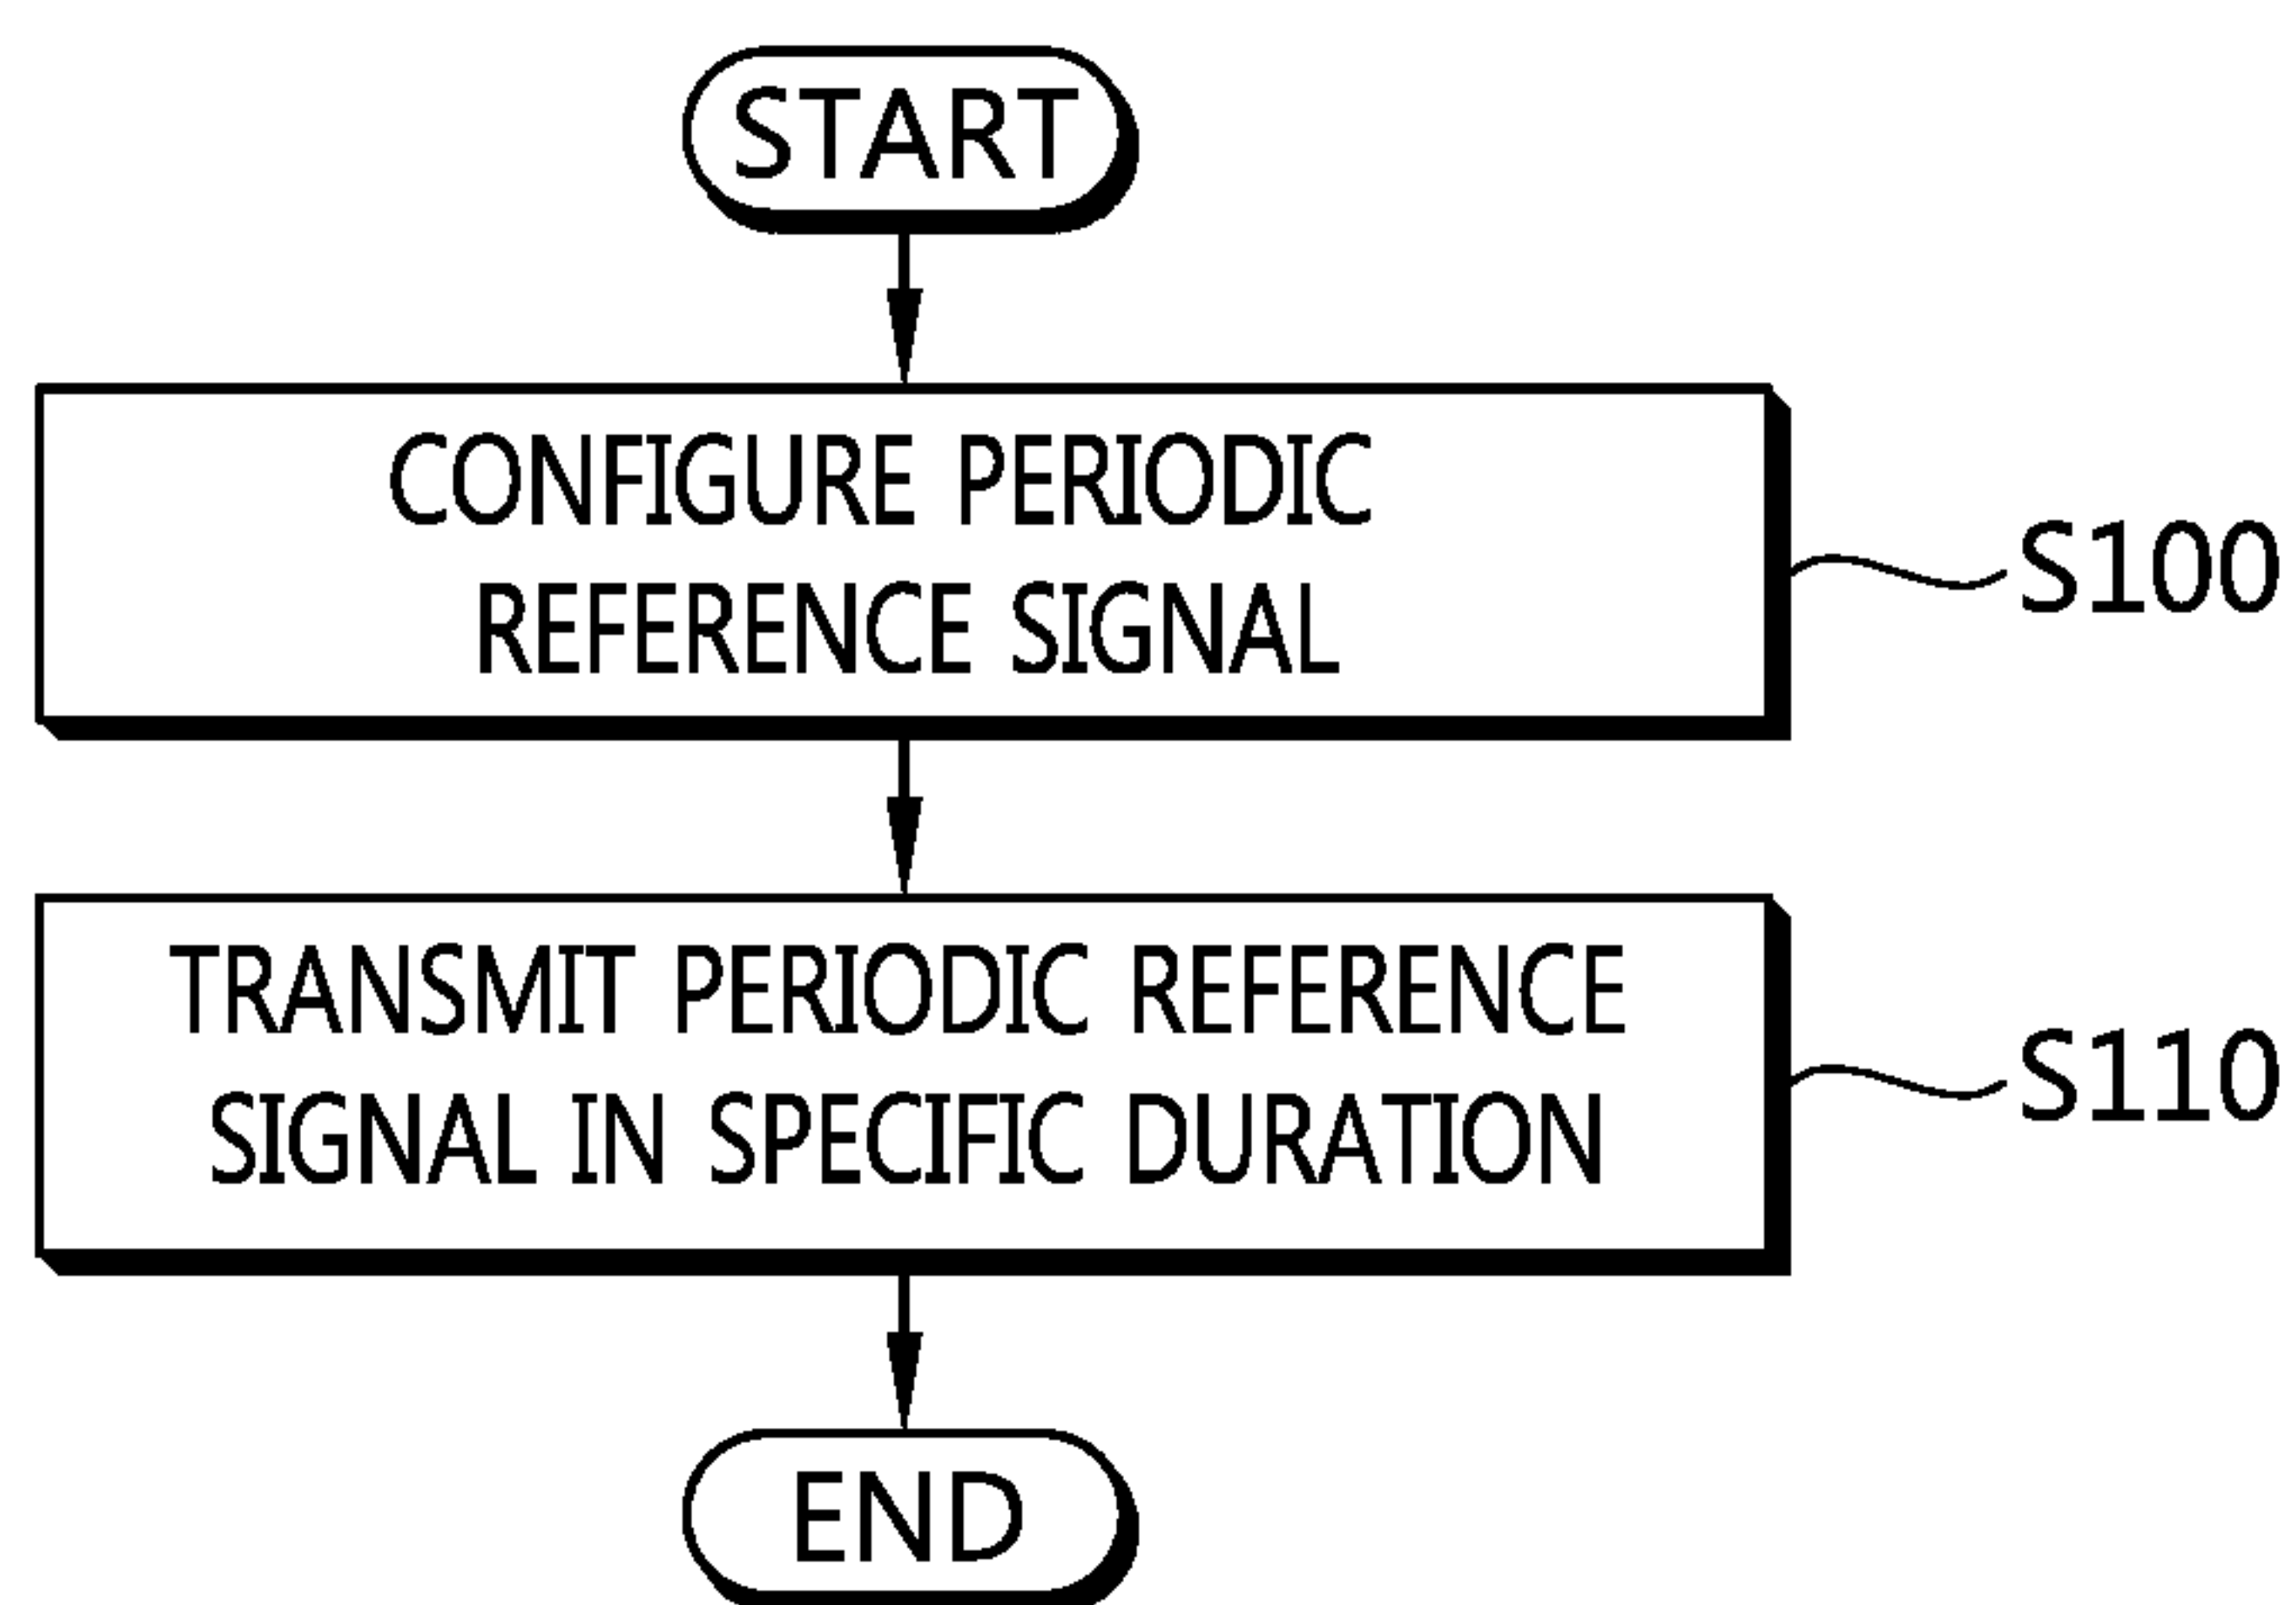 START
CONFIGURE PERIODIC
REFERENCE SIGNAL
S100
TRANSMIT PERIODIC REFERENCE
SIGNAL IN SPECIFIC DURATION
S110
END